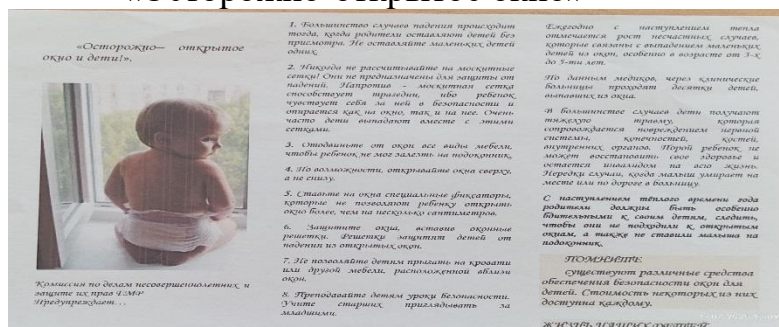 «Осторожно– открытое
окно и дети!».
Комиссия по делам несовершеннолетних и
защите их прав ГМР
Предупреждает…
1. Большинство случаев падения происходит
тогда, когда родители оставляют детей без
присмотра. Не оставляйте маленьких детей
одних.
2. Никогда не рассчитывайте на москитные
сетки! Они не предназначены для защиты от
падений. Напротив - москитная сетка
способствует трагедии, ибо ребенок
чувствует себя за ней в безопасности и
опирается как на окно, так и на нее. Очень
часто дети выпадают вместе с этими
сетками.
3. Отодвиньте от окон все виды мебели,
чтобы ребенок не мог залезть на подоконник.
4. По возможности, открывайте окна сверху,
а не снизу.
5. Ставьте на окна специальные фиксаторы,
которые не позволяют ребенку открыть
окно более, чем на несколько сантиметров.
6. Защитите окна, вставив оконные
решетки. Решетки защитят детей от
падения из открытых окон.
7. Не позволяйте детям прыгать на кровати
или другой мебели, расположенной вблизи
окон.
8. Преподавайте детям уроки безопасности.
Учите старших приглядывать за
младшими.
Ежегодно с наступлением тепла
отмечается рост несчастных случаев,
которые связаны с выпадением маленьких
детей из окон, особенно в возрасте от 3-х
до 5-ти лет.
По данным медиков, через клинические
больницы проходят десятки детей,
выпавших из окна.
В большинстве случаев дети получают
тяжелую травму, которая
сопровождается повреждением нервной
системы, конечностей, костей,
внутренних органов. Порой ребенок не
может восстановить свое здоровье и
остается инвалидом на всю жизнь.
Нередки случаи, когда малыш умирает на
месте или по дороге в больницу.
С наступлением тёплого времени года
родители должны быть особенно
бдительными к своим детям, следить,
чтобы они не подходили к открытым
окнам, а также не ставили малыша на
подоконник.
ПОМНИТЕ:
существуют различные средства
обеспечения безопасности окон для
детей. Стоимость некоторых из них
доступна каждому.